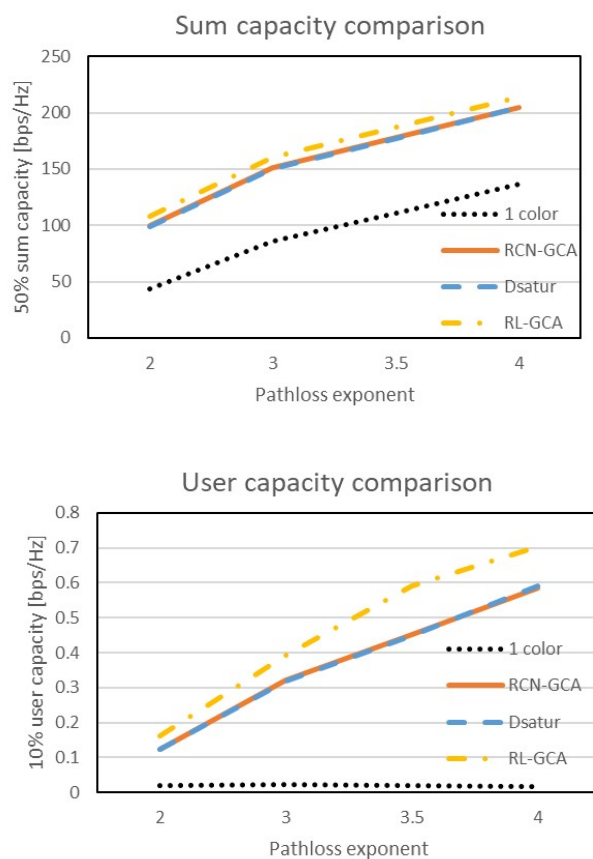 Sum capacity comparison
250
200
150
100
50
0
50% sum capacity [bps/Hz]
1 color
RCN-GCA
Dsatur
RL-GCA
2 3 3.5 4
Pathloss exponent
User capacity comparison
0.8
0.7
0.6
0.5
0.4
0.3
0.2
0.1
0
10% user capacity [bps/Hz]
1 color
RCN-GCA
Dsatur
RL-GCA
2 3 3.5 4
Pathloss exponent